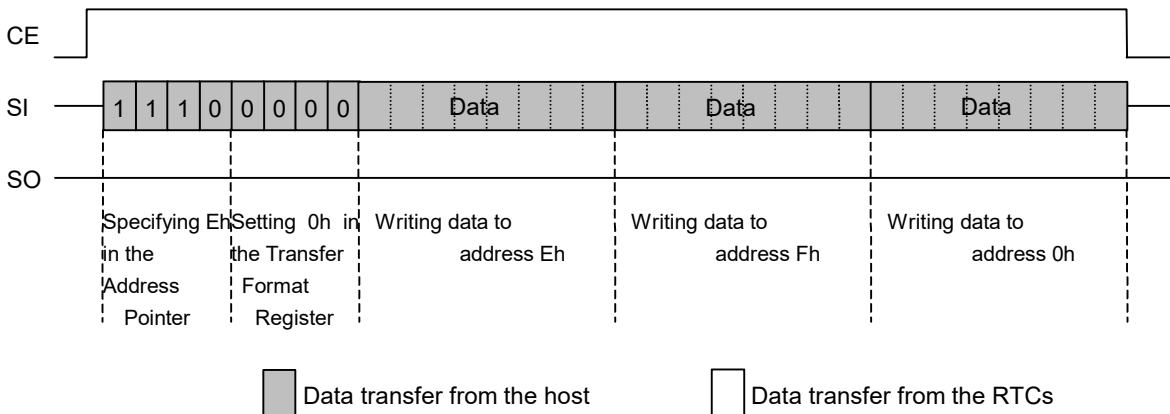 CE
SI 1 1 1 0 0 0 0 0 Data Data Data
SO
Specifying Eh Setting 0h in Writing data to Writing data to Writing data to
in the the Transfer address Eh address Fh address 0h
Address Format
Pointer Register
Data transfer from the host Data transfer from the RTCs